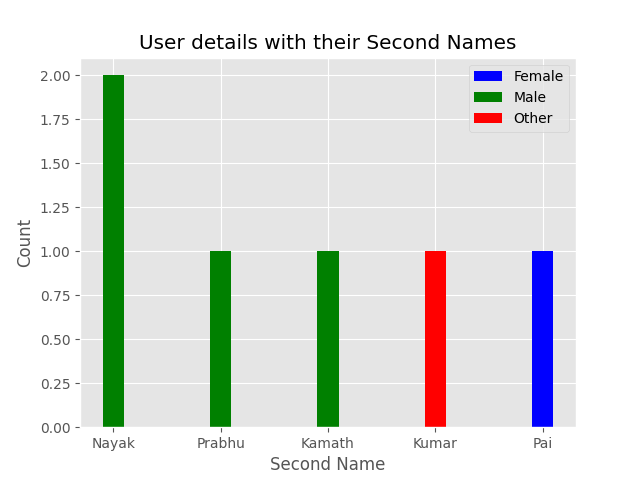 User details with their Second Names
Female
Male
Other
2.00
1.75
1.50
1.25
1.00
0.75
0.50
0.25
0.00
Count
Nayak Prabhu Kamath Kumar Pai
Second Name